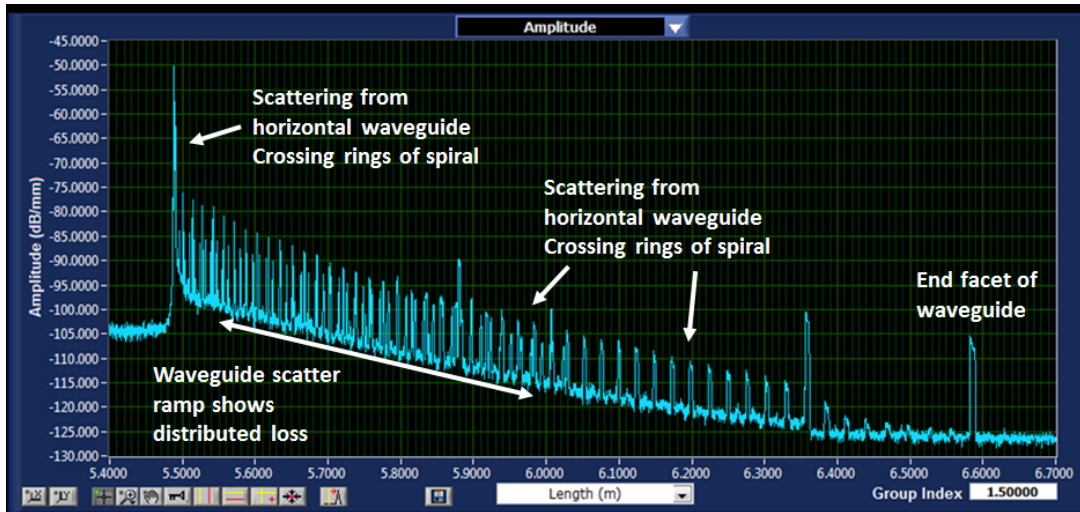 Amplitude
-45.0000
-50.0000
-55.0000
-60.0000
-65.0000
-70.0000
-75.0000
-80.0000
-85.0000
-90.0000
-95.0000
-100.0000
-105.0000
-110.0000
-115.0000
-120.0000
-125.0000
-130.0000
Amplitude (dB/mm)
Scattering from
horizontal waveguide
Crossing rings of spiral
Scattering from
horizontal waveguide
Crossing rings of spiral
End facet of
waveguide
Waveguide scatter
ramp shows
distributed loss
5.4000 5.5000 5.6000 5.7000 5.8000 5.9000 6.0000 6.1000 6.2000 6.3000 6.4000 6.5000 6.6000 6.7000
Length (m)
Group Index 1.50000